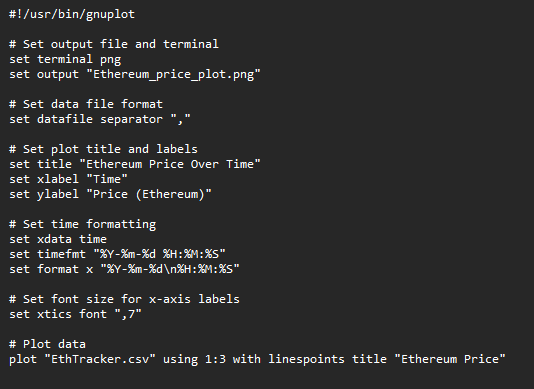 #!/usr/bin/gnuplot
# Set output file and terminal
set terminal png
set output "Ethereum_price_plot.png"
# Set data file format
set datafile separator ","
# Set plot title and labels
set title "Ethereum Price Over Time"
set xlabel "Time"
set ylabel "Price (Ethereum)"
# Set time formatting
set xdata time
set timefmt "%Y-%m-%d %H:%M:%S"
set format x "%Y-%m-%d\n%H:%M:%S"
# Set font size for x-axis labels
set xtics font ",7"
# Plot data
plot "EthTracker.csv" using 1:3 with linespoints title "Ethereum Price"